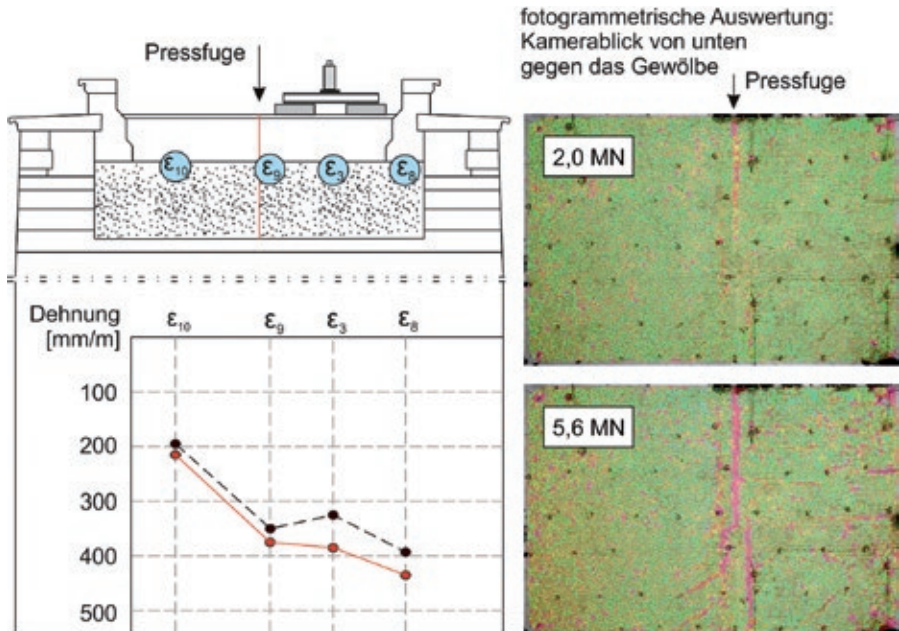 Pressfuge
ε10
ε9
ε3
ε8
Dehnung
[mm/m]
ε10
ε9
ε3
ε8
100
200
300
400
500
fotogrammetrische Auswertung:
Kamerablick von unten
gegen das Gewölbe
Pressfuge
2,0 MN
5,6 MN